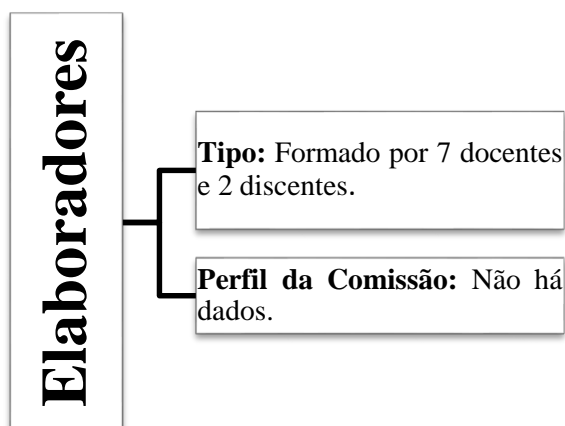 Elaboradores
Tipo: Formado por 7 docentes
e 2 discentes.
Perfil da Comissão: Não há
dados.